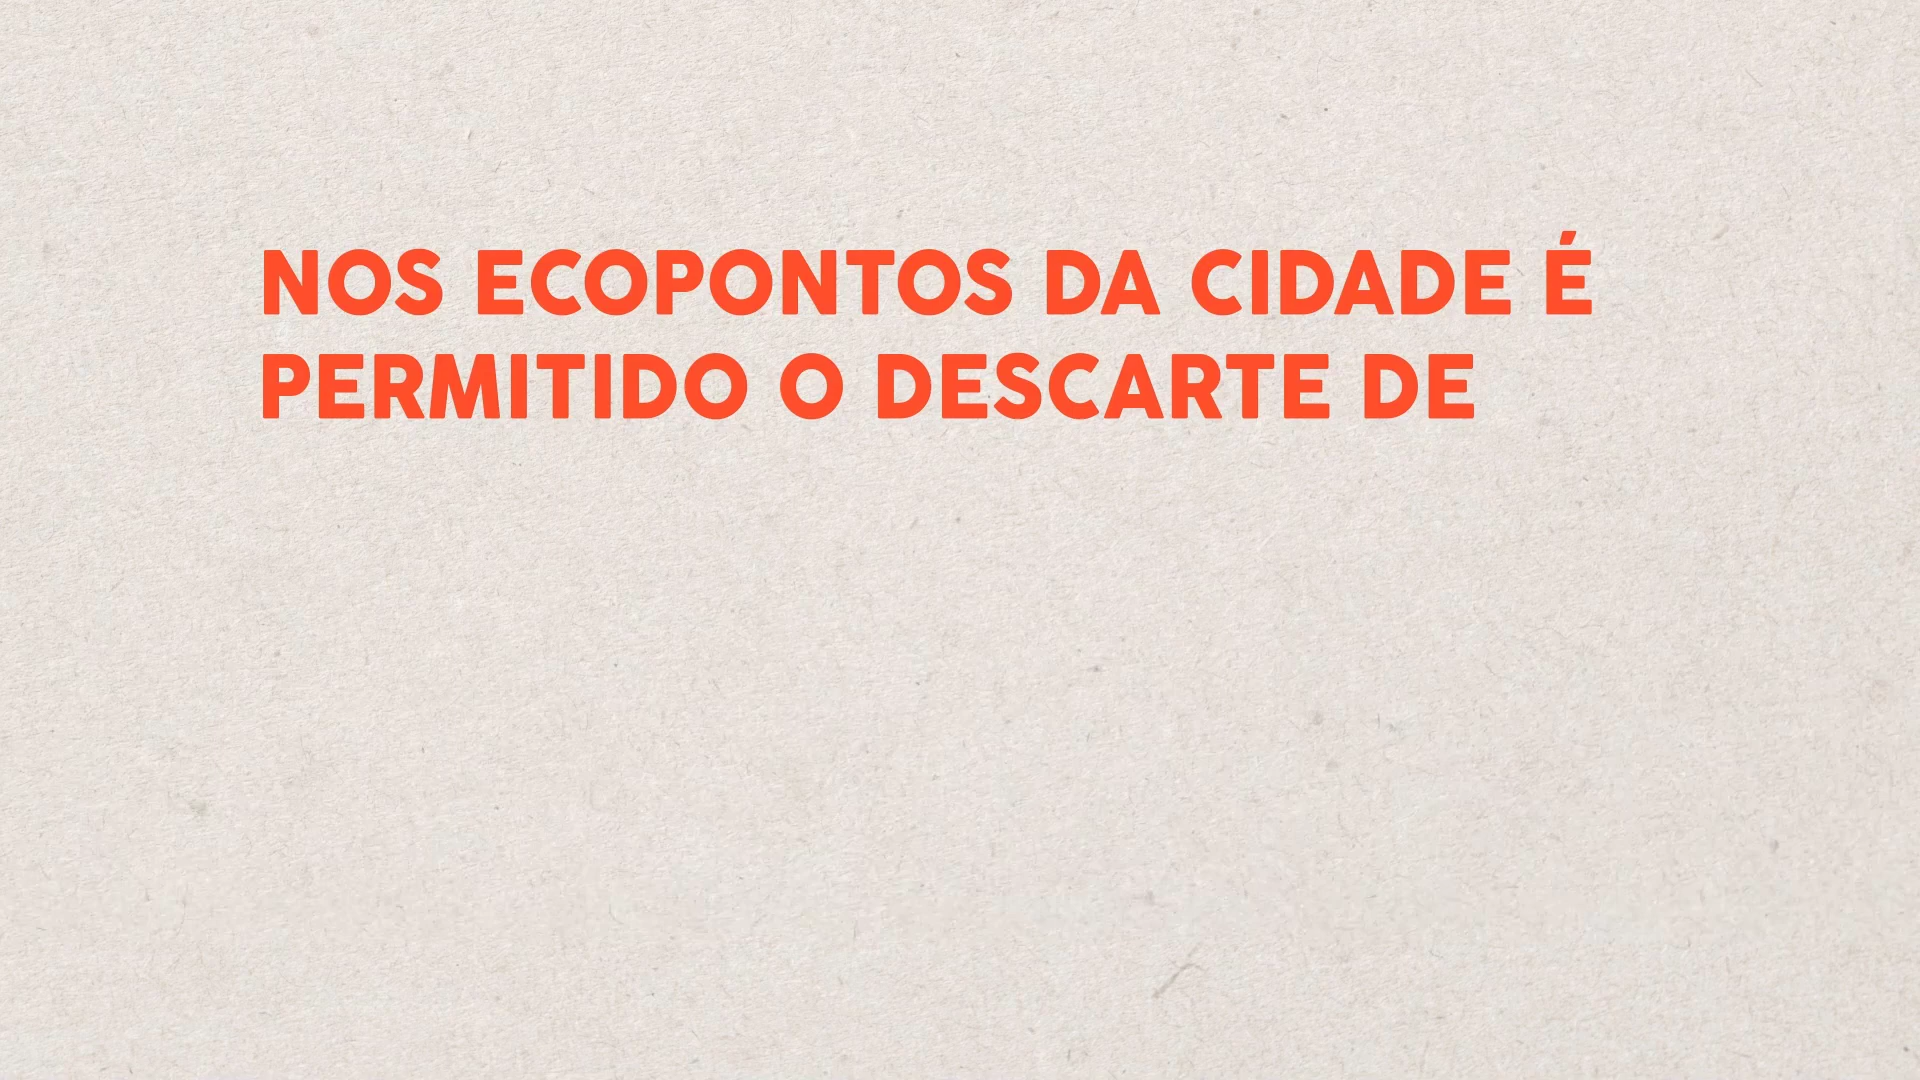 NOS ECOPONTOS DA CIDADE É
PERMITIDO O DESCARTE DE